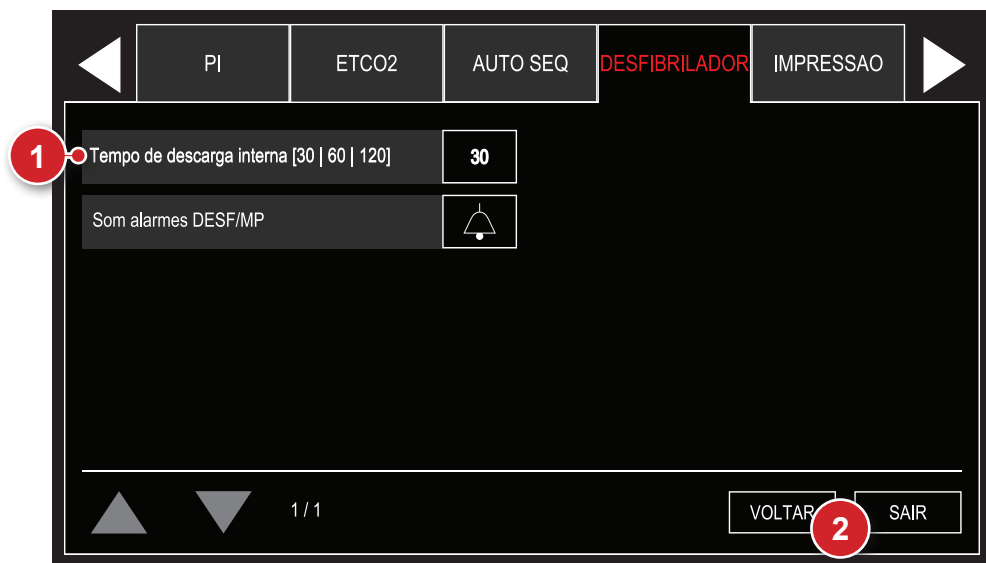 PI
ETCO2
AUTO SEQ
DESFIBRILADOR
IMPRESSAO
1
Tempo de descarga interna [30 | 60 | 120]
30
Som alarmes DESF/MP
1 / 1
VOLTAR
2
SAIR